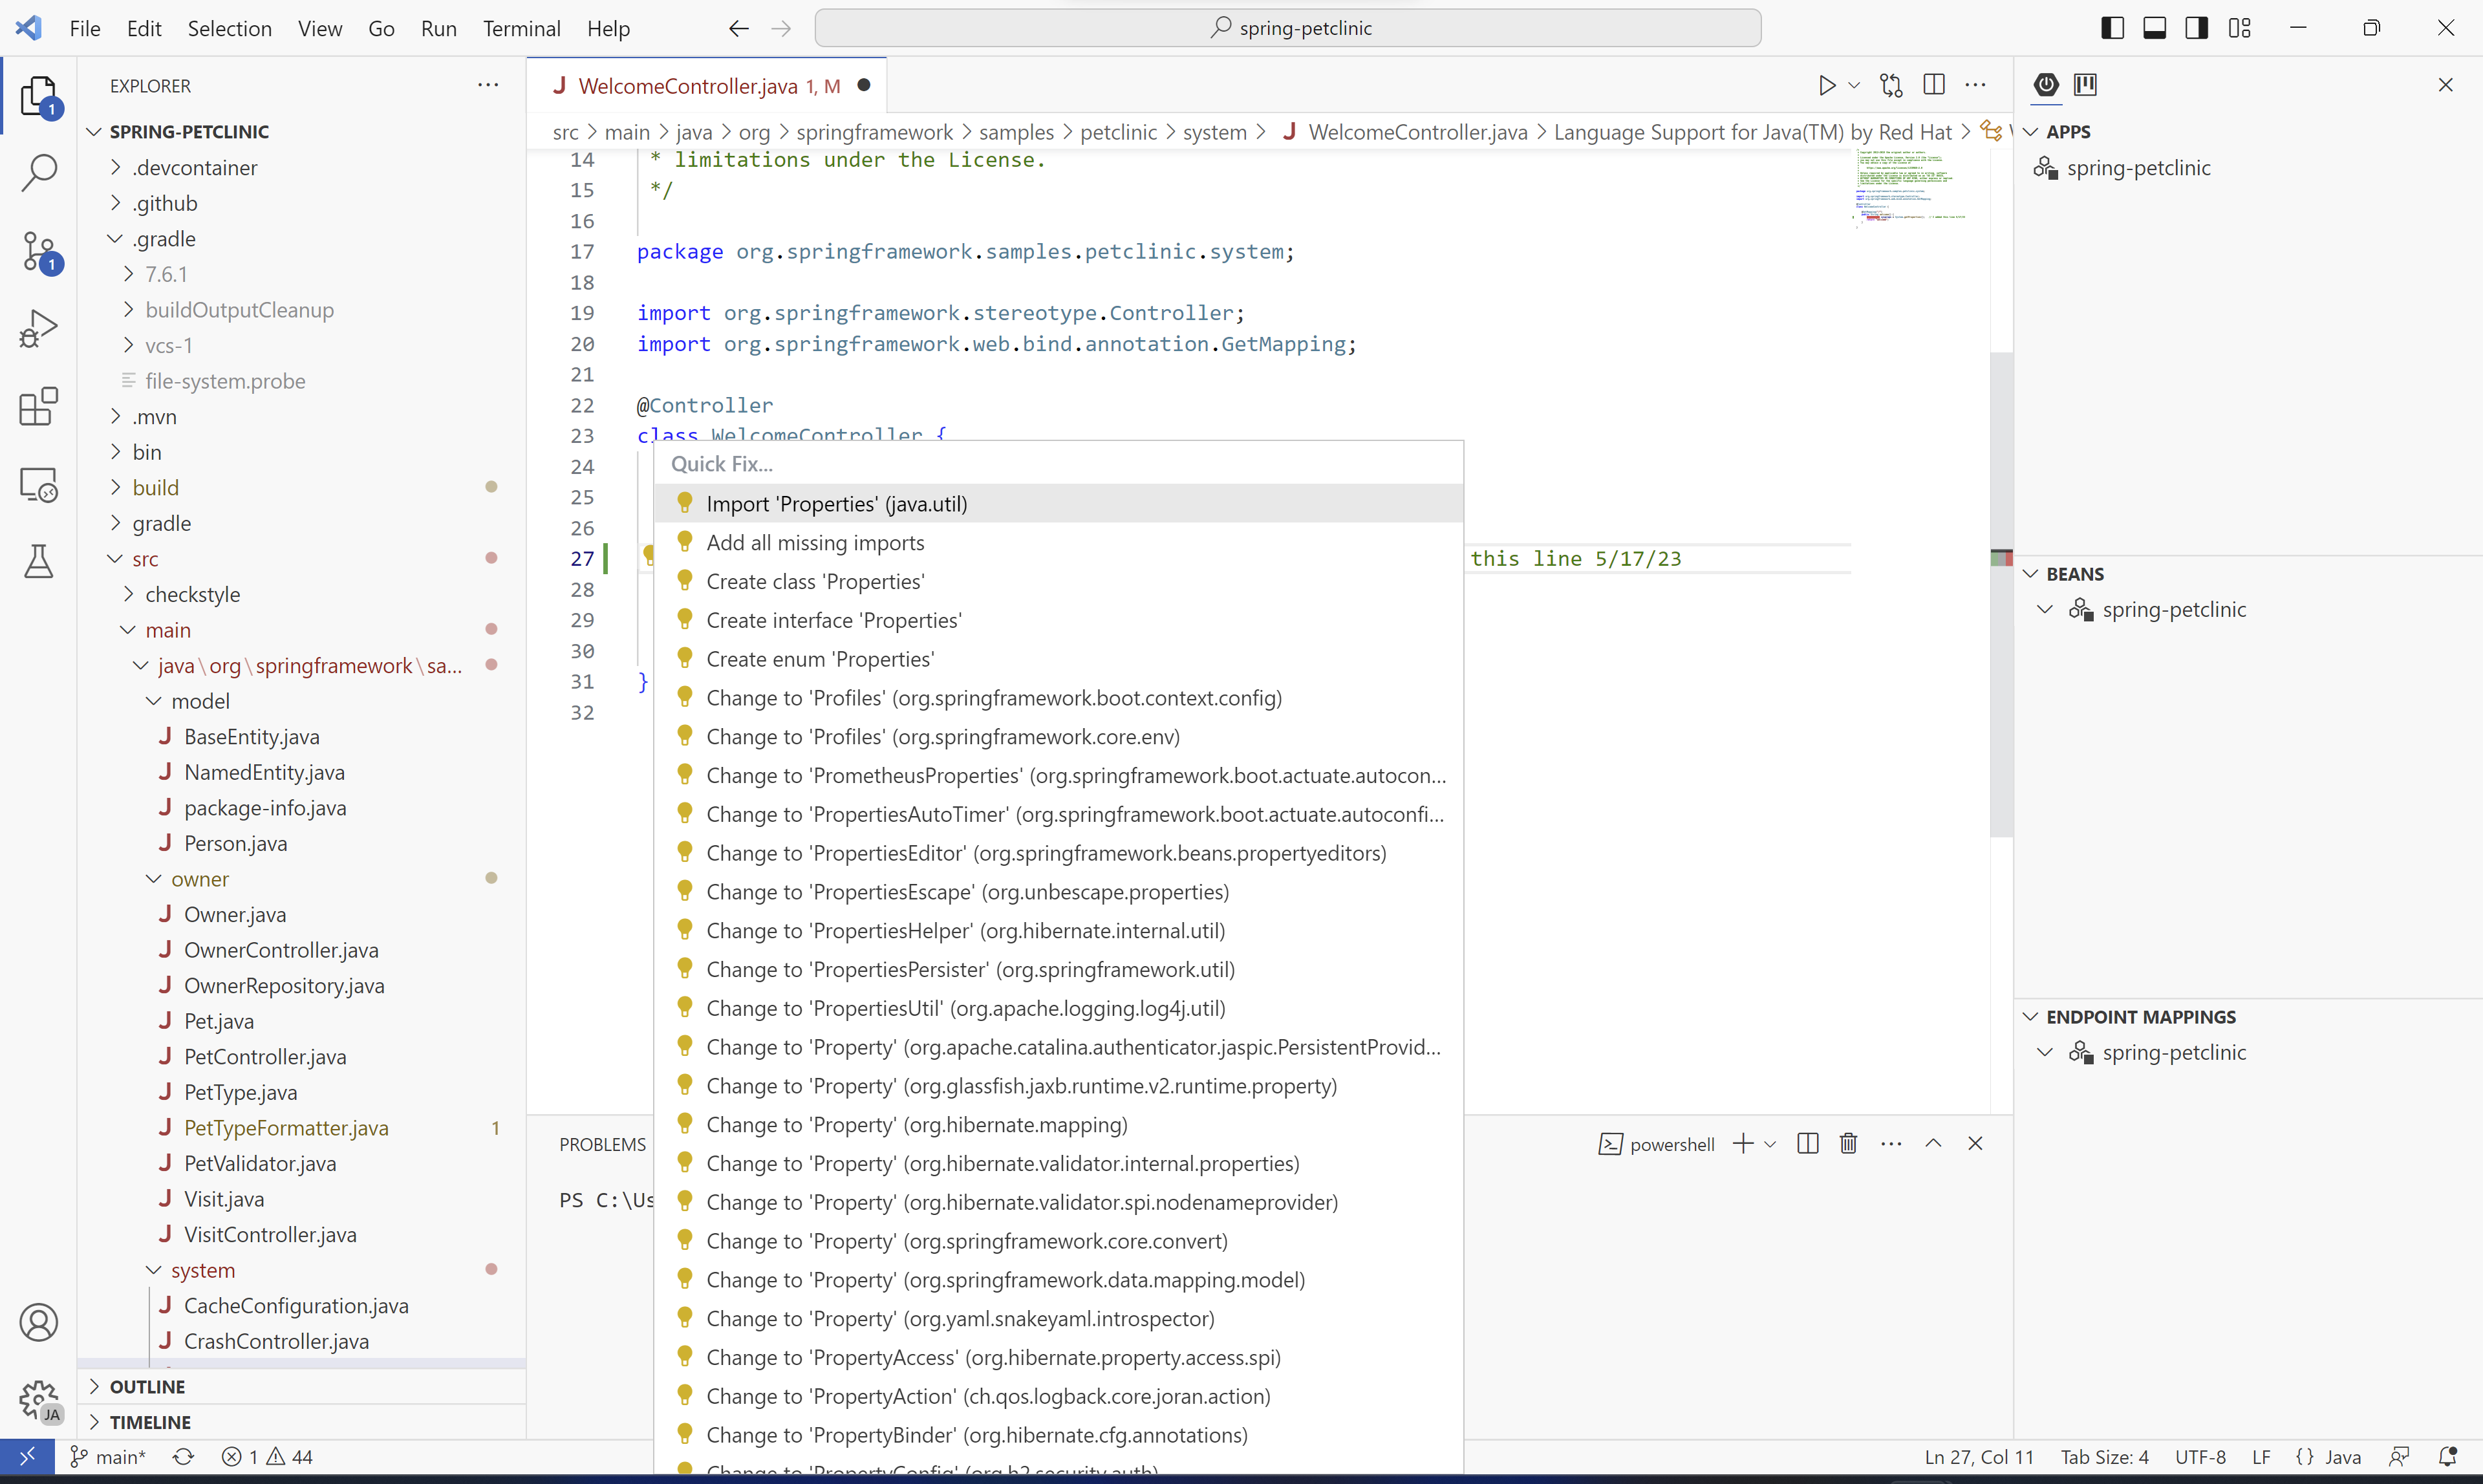 File Edit Selection View Go Run Terminal Help
spring-petclinic
EXPLORER
SPRING-PETCLINIC
.devcontainer
.github
.gradle
7.6.1
buildOutputCleanup
vcs-1
file-system.probe
.mvn
bin
build
gradle
src
checkstyle
main
java\org\springframework\sa...
model
BaseEntity.java
NamedEntity.java
package-info.java
Person.java
owner
Owner.java
OwnerController.java
OwnerRepository.java
Pet.java
PetController.java
PetType.java
PetTypeFormatter.java 1
PetValidator.java
Visit.java
VisitController.java
system
CacheConfiguration.java
CrashController.java
OUTLINE
TIMELINE
1
1
JA
WelcomeController.java 1, M
src > main > java > org > springframework > samples > petclinic > system > WelcomeController.java > Language Support for Java(TM) by Red Hat >
14 * limitations under the License.
15 */
16
17 package org.springframework.samples.petclinic.system;
18
19 import org.springframework.stereotype.Controller;
20 import org.springframework.web.bind.annotation.GetMapping;
21
22 @Controller
23 class WelcomeController {
24
25
26
27 this line 5/17/23
28
29
30
31 }
32
Quick Fix...
Import 'Properties' (java.util)
Add all missing imports
Create class 'Properties'
Create interface 'Properties'
Create enum 'Properties'
Change to 'Profiles' (org.springframework.boot.context.config)
Change to 'Profiles' (org.springframework.core.env)
Change to 'PrometheusProperties' (org.springframework.boot.actuate.autocon...
Change to 'PropertiesAutoTimer' (org.springframework.boot.actuate.autoconfi...
Change to 'PropertiesEditor' (org.springframework.beans.propertyeditors)
Change to 'PropertiesEscape' (org.unbescape.properties)
Change to 'PropertiesHelper' (org.hibernate.internal.util)
Change to 'PropertiesPersister' (org.springframework.util)
Change to 'PropertiesUtil' (org.apache.logging.log4j.util)
Change to 'Property' (org.apache.catalina.authenticator.jaspic.PersistentProvid...
Change to 'Property' (org.glassfish.jaxb.runtime.v2.runtime.property)
Change to 'Property' (org.hibernate.mapping)
Change to 'Property' (org.hibernate.validator.internal.properties)
Change to 'Property' (org.hibernate.validator.spi.nodenameprovider)
Change to 'Property' (org.springframework.core.convert)
Change to 'Property' (org.springframework.data.mapping.model)
Change to 'Property' (org.yaml.snakeyaml.introspector)
Change to 'PropertyAccess' (org.hibernate.property.access.spi)
Change to 'PropertyAction' (ch.qos.logback.core.joran.action)
Change to 'PropertyBinder' (org.hibernate.cfg.annotations)
Change to 'PropertyConfig' (org.h2.security.auth)
PROBLEMS
powershell
PS C:\Us
APPS
spring-petclinic
BEANS
spring-petclinic
ENDPOINT MAPPINGS
spring-petclinic
main* 1 44
Ln 27, Col 11 Tab Size: 4 UTF-8 LF {} Java